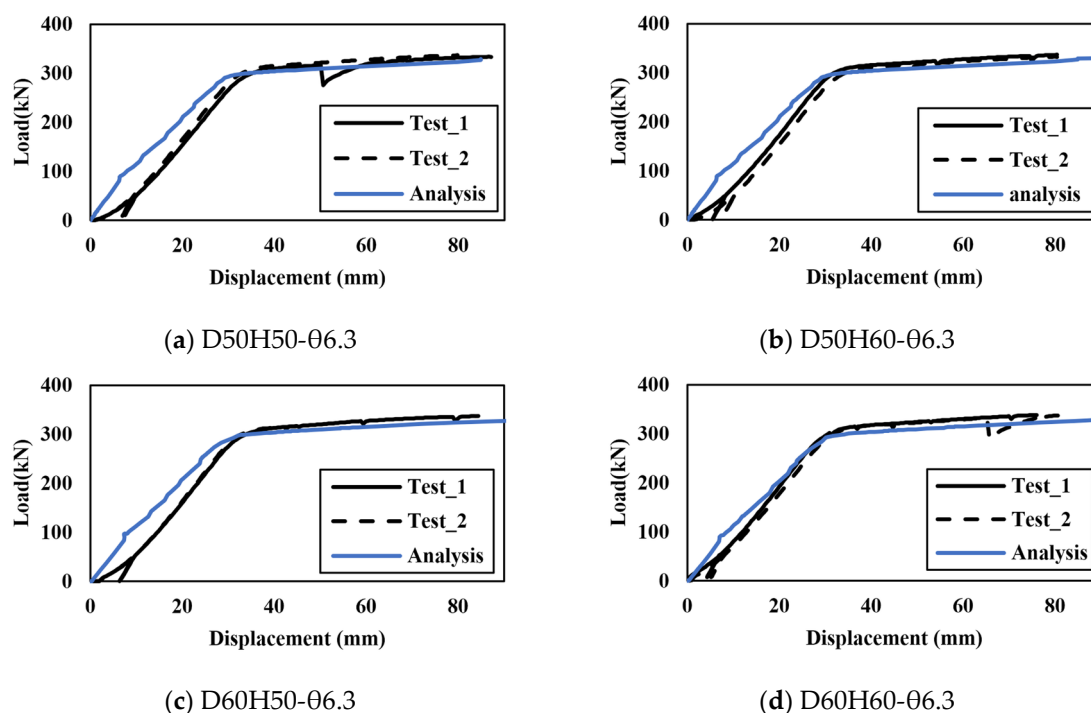 400
300
200
100
0
Load(kN)
Test_1
Test_2
Analysis
0 20 40 60 80
Displacement (mm)
(a) D50H50-θ6.3
400
300
200
100
0
Load(kN)
Test_1
Test_2
analysis
0 20 40 60 80
Displacement (mm)
(b) D50H60-θ6.3
400
300
200
100
0
Load(kN)
Test_1
Test_2
Analysis
0 20 40 60 80
Displacement (mm)
(c) D60H50-θ6.3
400
300
200
100
0
Load(kN)
Test_1
Test_2
Analysis
0 20 40 60 80
Displacement (mm)
(d) D60H60-θ6.3